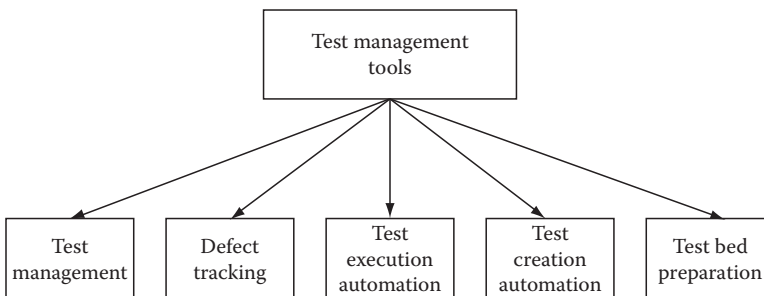 Test management
tools
Test
management
Defect
tracking
Test
execution
automation
Test
creation
automation
Test bed
preparation